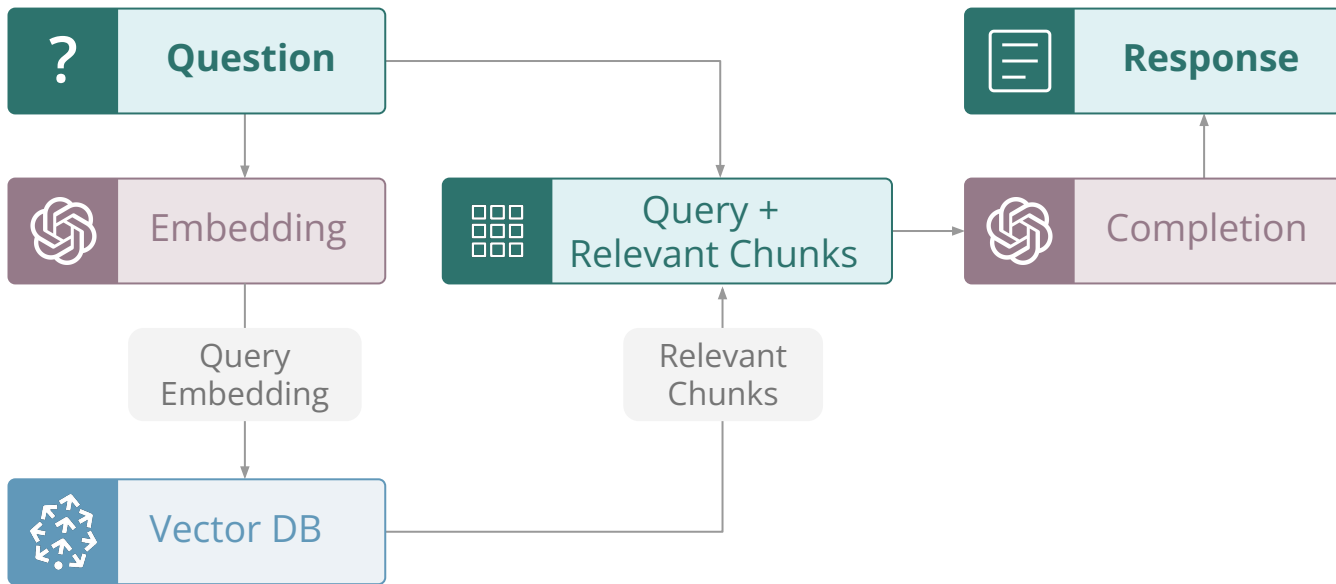 ?
Question
Response
Embedding
Query +
Relevant Chunks
Completion
Query
Embedding
Relevant
Chunks
Vector DB